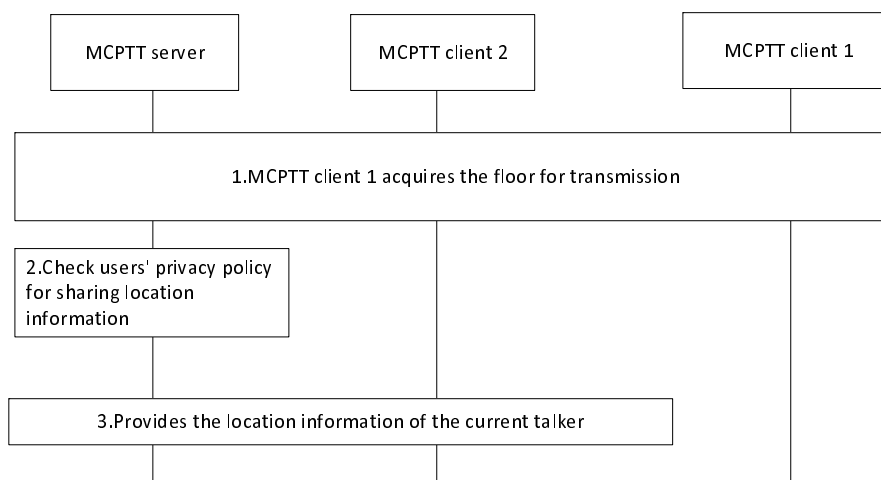 MCPTT server
MCPTT client 2
MCPTT client 1
1.MCPTT client 1 acquires the floor for transmission
2.Check users' privacy policy
for sharing location
information
3.Provides the location information of the current talker